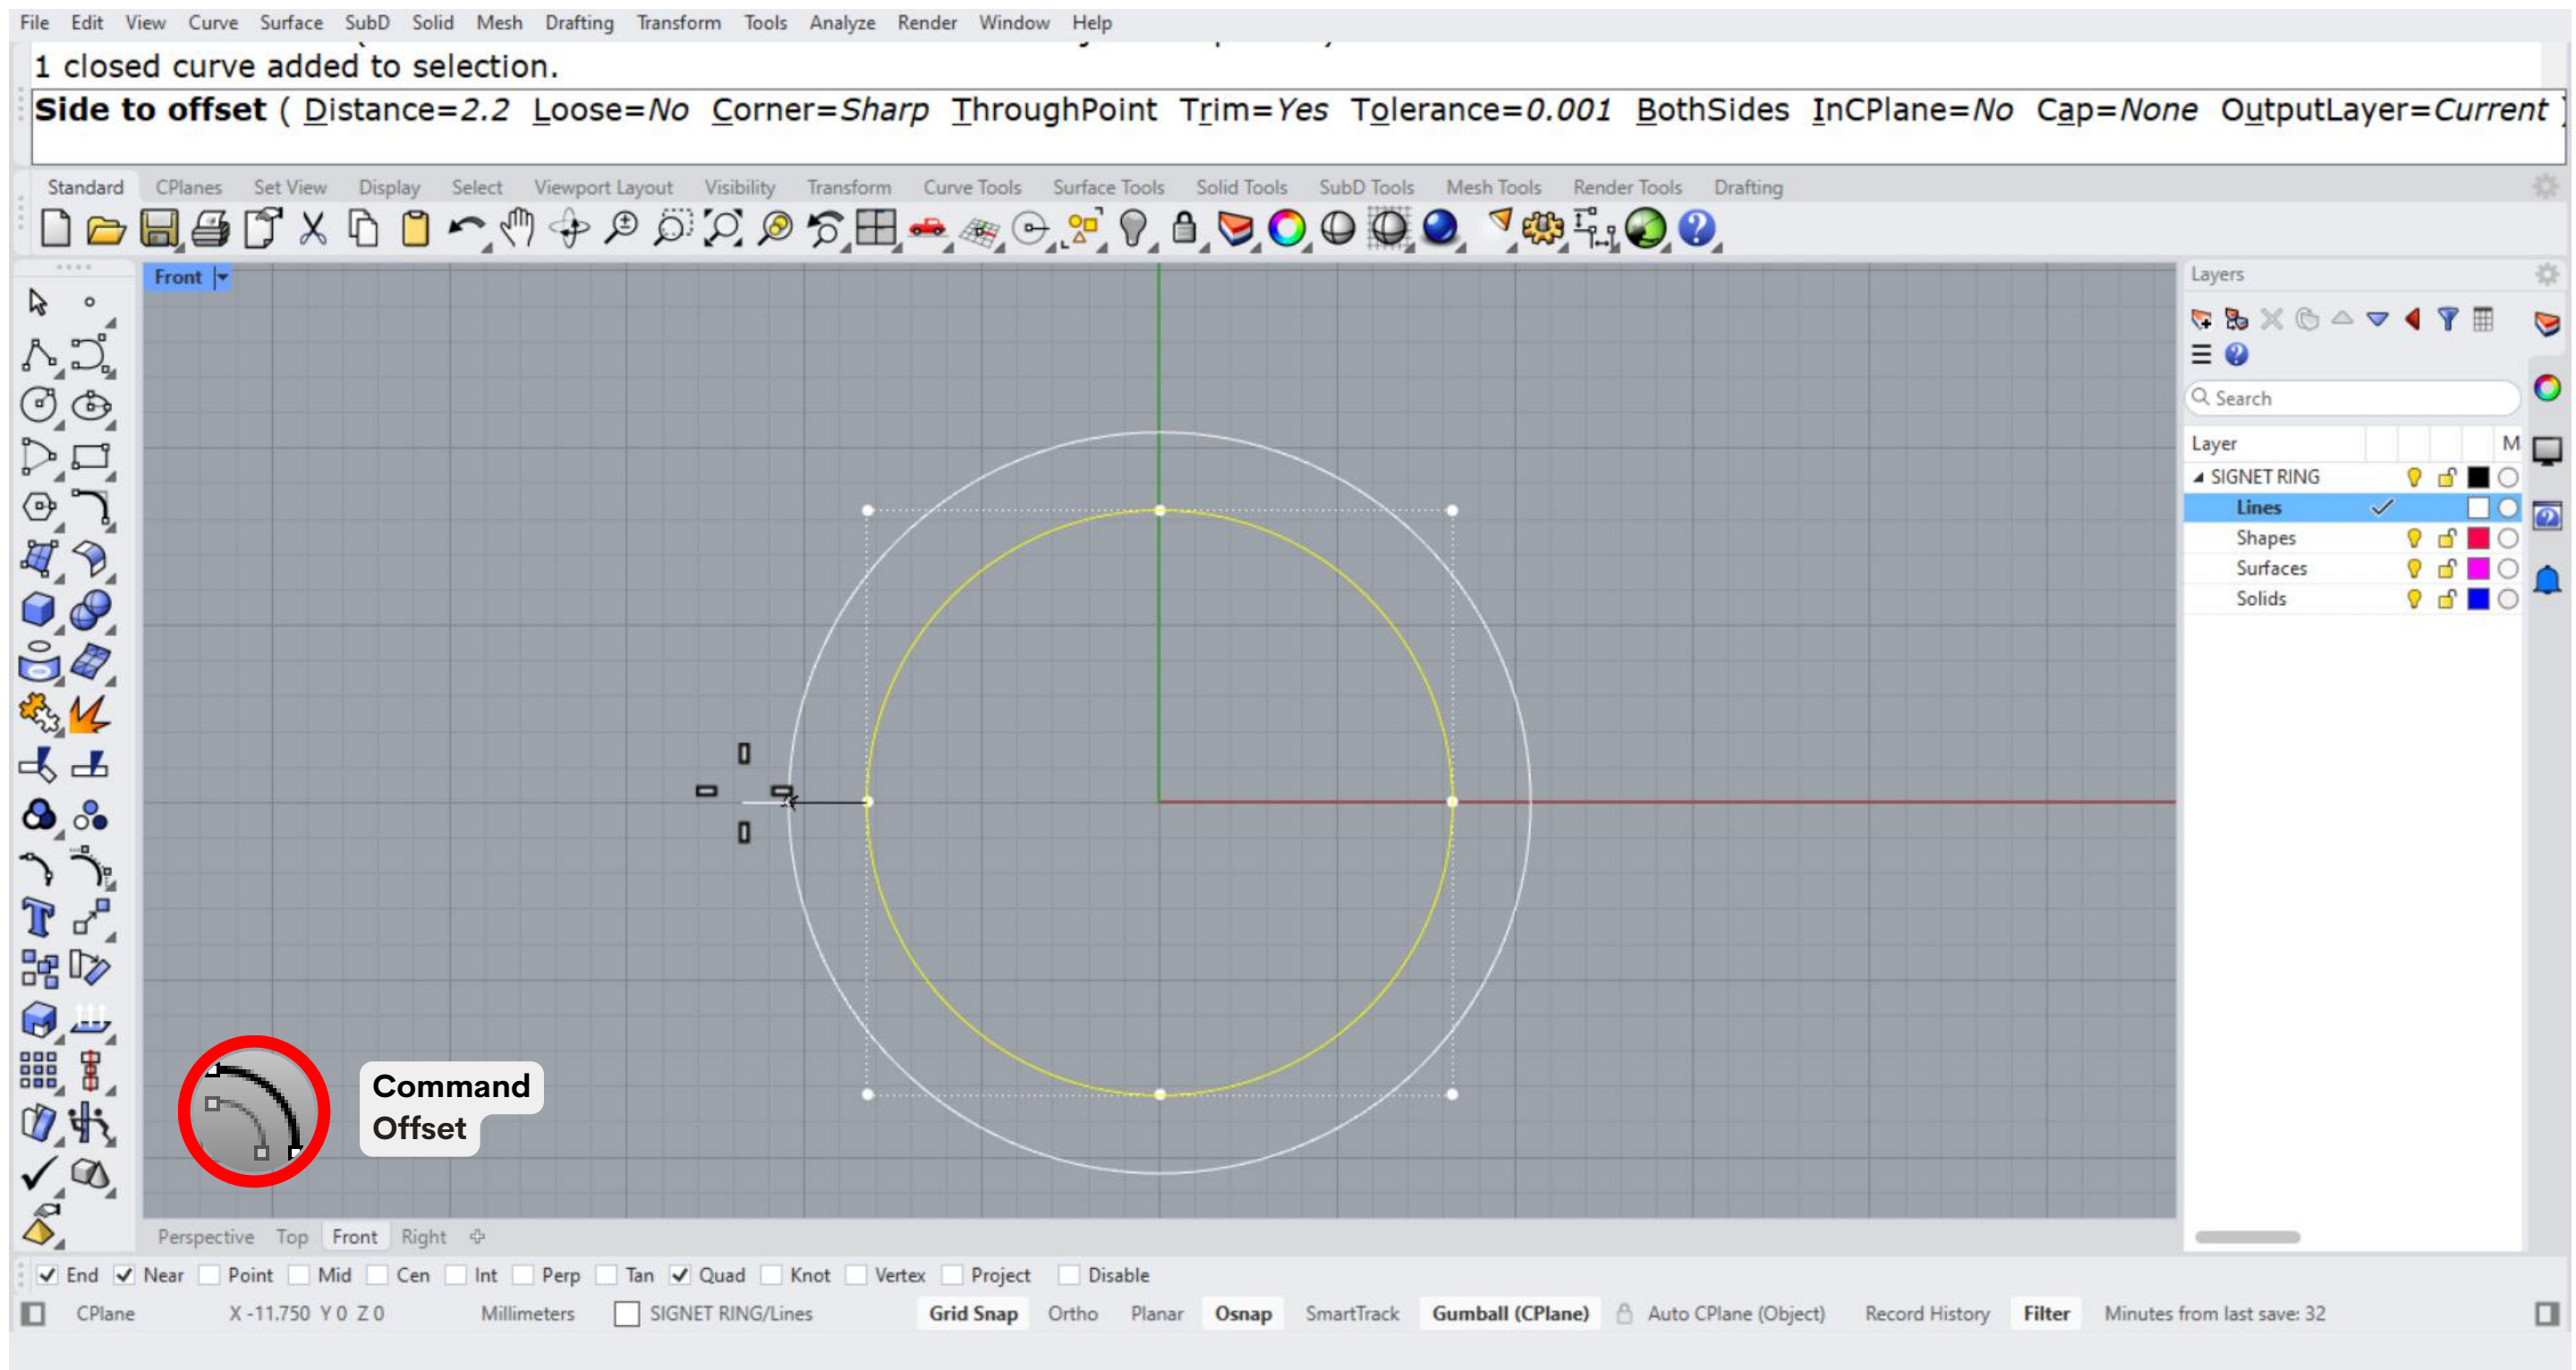 File Edit View Curve Surface SubD Solid Mesh Drafting Transform Tools Analyze Render Window Help
1 closed curve added to selection.
Side to offset ( Distance=2.2 Loose=No Corner=Sharp ThroughPoint Trim=Yes Tolerance=0.001 BothSides InCPlane=No Cap=None OutputLayer=Current )
Standard CPlanes Set View Display Select Viewport Layout Visibility Transform Curve Tools Surface Tools Solid Tools SubD Tools Mesh Tools Render Tools Drafting
Front
Layers
Search
Layer M
SIGNET RING
Lines
Shapes
Surfaces
Solids
Command
Offset
Perspective Top Front Right
End Near Point Mid Cen Int Perp Tan Quad Knot Vertex Project Disable
CPlane X -11.750 Y 0 Z 0 Millimeters SIGNET RING/Lines Grid Snap Ortho Planar Osnap SmartTrack Gumball (CPlane) Auto CPlane (Object) Record History Filter Minutes from last save: 32